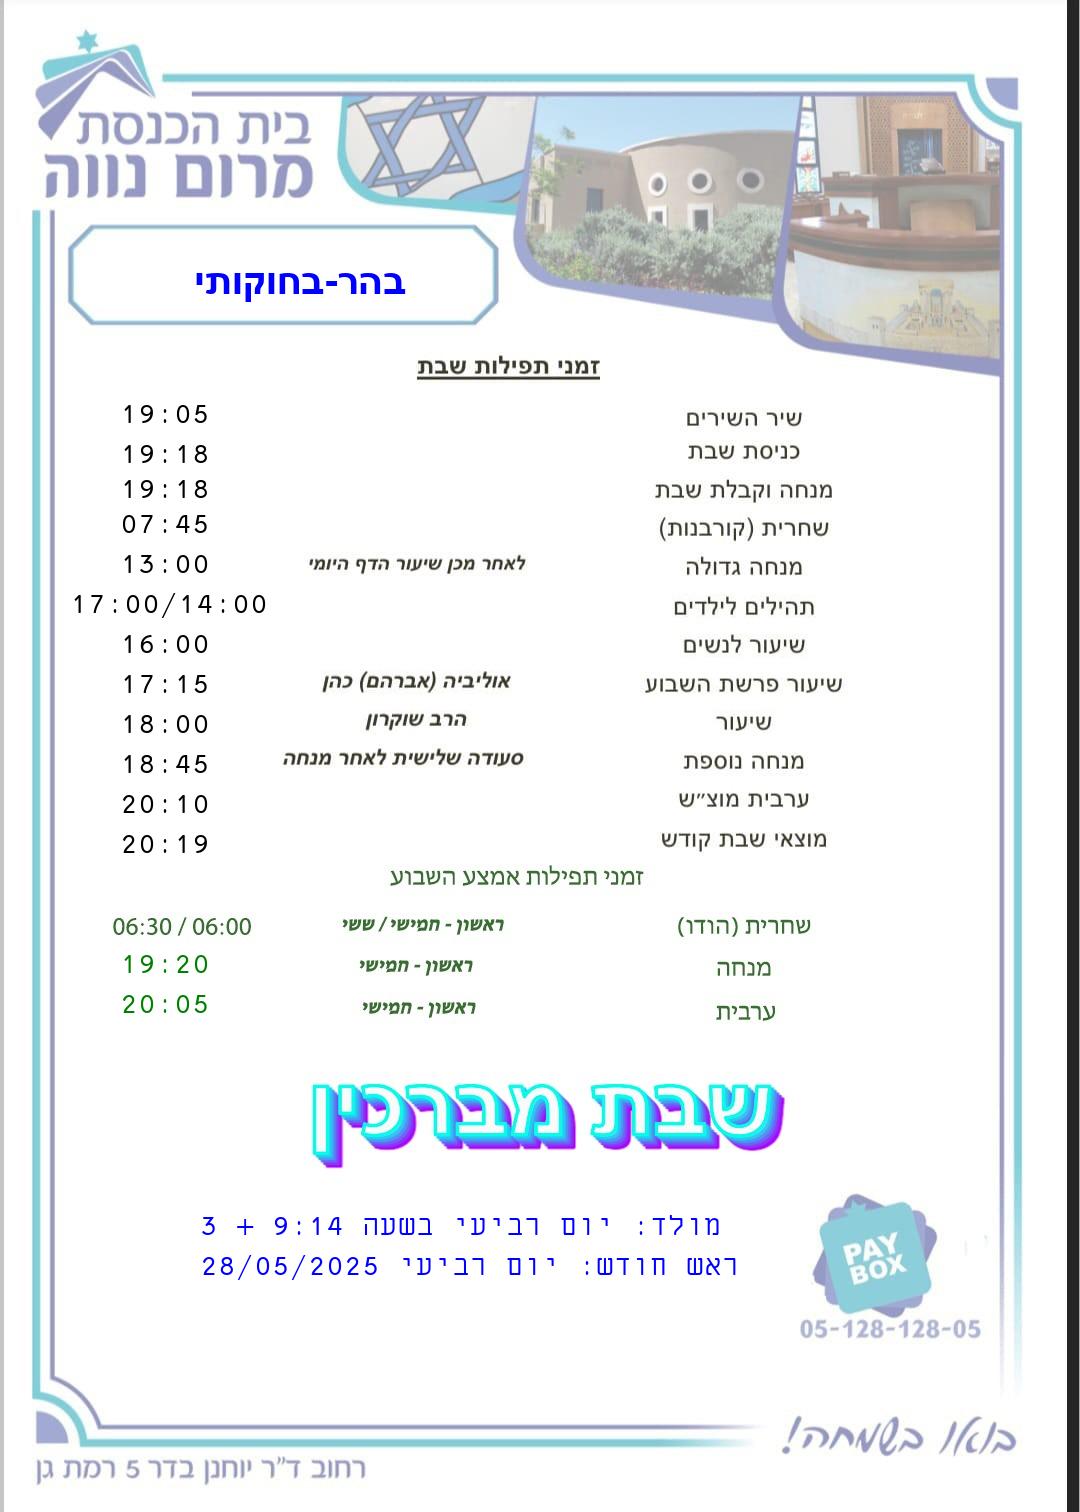 בית הכנסת
מרום נווה
בהר-בחוקותי
זמני תפילות שבת
שיר השירים 19:05
כניסת שבת 19:18
מנחה וקבלת שבת 19:18
שחרית (קורבנות) 07:45
מנחה גדולה לאחר מכן שיעור הדף היומי 13:00
תהילים לילדים 17:00/14:00
שיעור לנשים 16:00
שיעור פרשת השבוע אוליביה (אברהם) כהן 17:15
שיעור הרב שוקרון 18:00
מנחה נוספת סעודה שלישית לאחר מנחה 18:45
ערבית מוצ״ש 20:10
מוצאי שבת קודש 20:19
זמני תפילות אמצע השבוע
שחרית (הודו) ראשון - חמישי / ששי 06:30 / 06:00
מנחה ראשון - חמישי 19:20
ערבית ראשון - חמישי 20:05
שבת מברכין
מולד: יום רביעי בשעה 9:14 + 3
ראש חודש: יום רביעי 28/05/2025
PAY
BOX
05-128-128-05
בואו בשמחה!
רחוב ד"ר יוחנן בדר 5 רמת גן